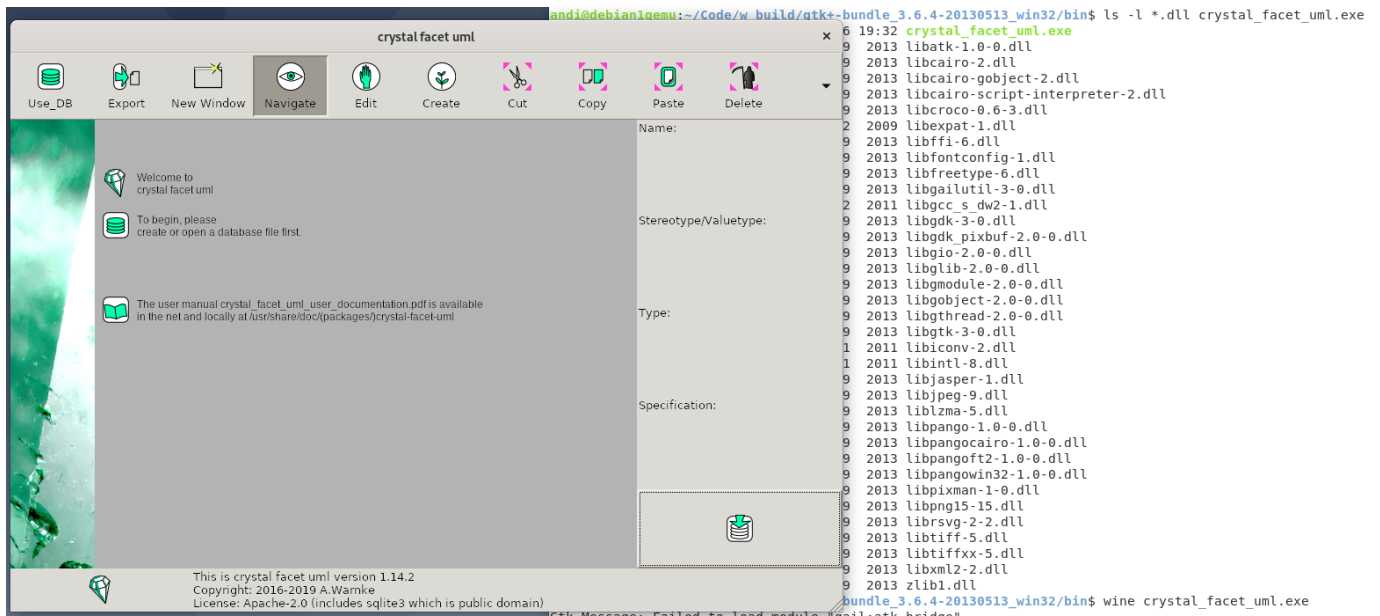 crystal facet uml
×
Use_DB
Export
New Window
Navigate
Edit
Create
Cut
Copy
Paste
Delete
Welcome to
crystal facet uml
To begin, please
create or open a database file first.
The user manual crystal_facet_uml_user_documentation.pdf is available
in the net and locally at /usr/share/doc/(packages/)crystal-facet-uml
Name:
Stereotype/Valuetype:
Type:
Specification:
This is crystal facet uml version 1.14.2
Copyright: 2016-2019 A.Warnke
License: Apache-2.0 (includes sqlite3 which is public domain)
andi@debian1qemu:~/Code/w_build/gtk+-bundle_3.6.4-20130513_win32/bin$ ls -l *.dll crystal_facet_uml.exe
6 19:32 crystal_facet_uml.exe
9 2013 libatk-1.0-0.dll
9 2013 libcairo-2.dll
9 2013 libcairo-gobject-2.dll
9 2013 libcairo-script-interpreter-2.dll
9 2013 libcroco-0.6-3.dll
2 2009 libexpat-1.dll
9 2013 libffi-6.dll
9 2013 libfontconfig-1.dll
9 2013 libfreetype-6.dll
9 2013 libgailutil-3-0.dll
2 2011 libgcc_s_dw2-1.dll
9 2013 libgdk-3-0.dll
9 2013 libgdk_pixbuf-2.0-0.dll
9 2013 libgio-2.0-0.dll
9 2013 libglib-2.0-0.dll
9 2013 libgmodule-2.0-0.dll
9 2013 libgobject-2.0-0.dll
9 2013 libgthread-2.0-0.dll
9 2013 libgtk-3-0.dll
1 2011 libiconv-2.dll
1 2011 libintl-8.dll
9 2013 libjasper-1.dll
9 2013 libjpeg-9.dll
9 2013 liblzma-5.dll
9 2013 libpango-1.0-0.dll
9 2013 libpangocairo-1.0-0.dll
9 2013 libpangoft2-1.0-0.dll
9 2013 libpangowin32-1.0-0.dll
9 2013 libpixman-1-0.dll
9 2013 libpng15-15.dll
9 2013 librsvg-2-2.dll
9 2013 libtiff-5.dll
9 2013 libtiffxx-5.dll
9 2013 libxml2-2.dll
9 2013 zlib1.dll
bundle_3.6.4-20130513_win32/bin$ wine crystal_facet_uml.exe
Gtk-Message: Failed to load module "gail:atk-bridge"